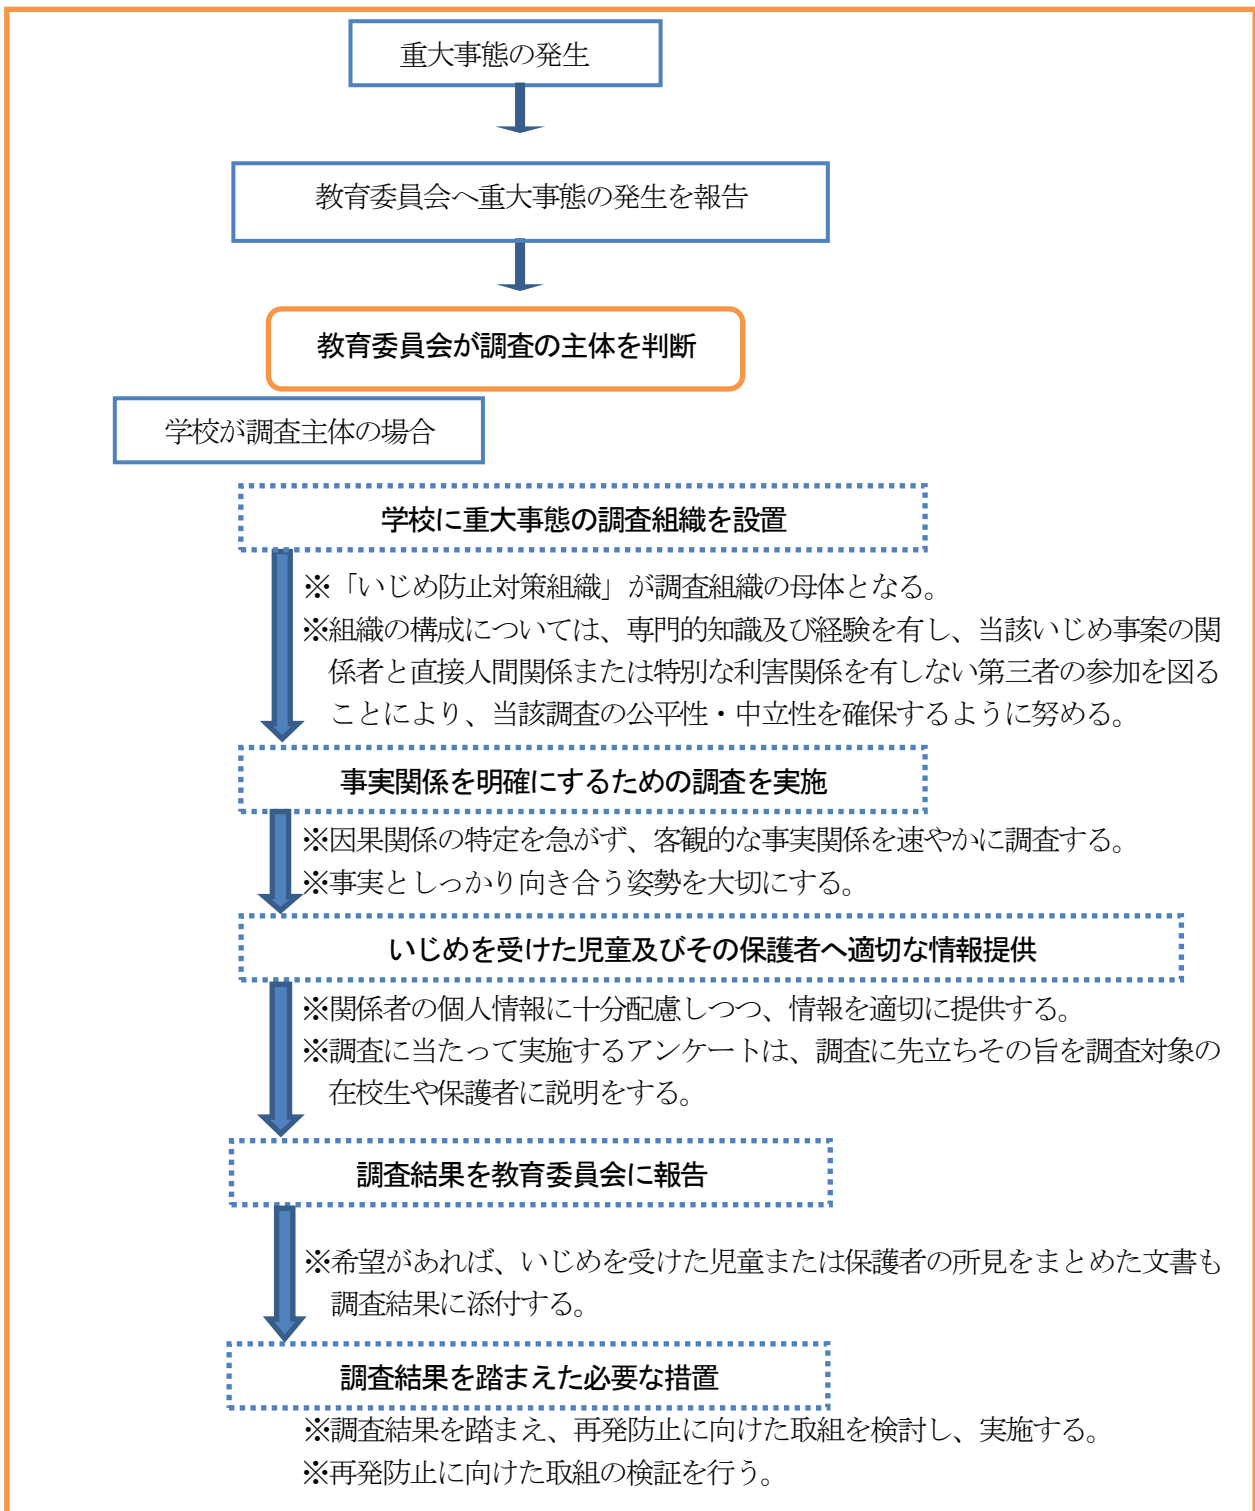 重大事態の発生
教育委員会へ重大事態の発生を報告
教育委員会が調査の主体を判断
学校が調査主体の場合
学校に重大事態の調査組織を設置
※「いじめ防止対策組織」が調査組織の母体となる。
※組織の構成については、専門的知識及び経験を有し、当該いじめ事案の関
係者と直接人間関係または特別な利害関係を有しない第三者の参加を図る
ことにより、当該調査の公平性・中立性を確保するように努める。
事実関係を明確にするための調査を実施
※因果関係の特定を急がず、客観的な事実関係を速やかに調査する。
※事実としっかり向き合う姿勢を大切にする。
いじめを受けた児童及びその保護者へ適切な情報提供
※関係者の個人情報に十分配慮しつつ、情報を適切に提供する。
※調査に当たって実施するアンケートは、調査に先立ちその旨を調査対象の
在校生や保護者に説明をする。
調査結果を教育委員会に報告
※希望があれば、いじめを受けた児童または保護者の所見をまとめた文書も
調査結果に添付する。
調査結果を踏まえた必要な措置
※調査結果を踏まえ、再発防止に向けた取組を検討し、実施する。
※再発防止に向けた取組の検証を行う。